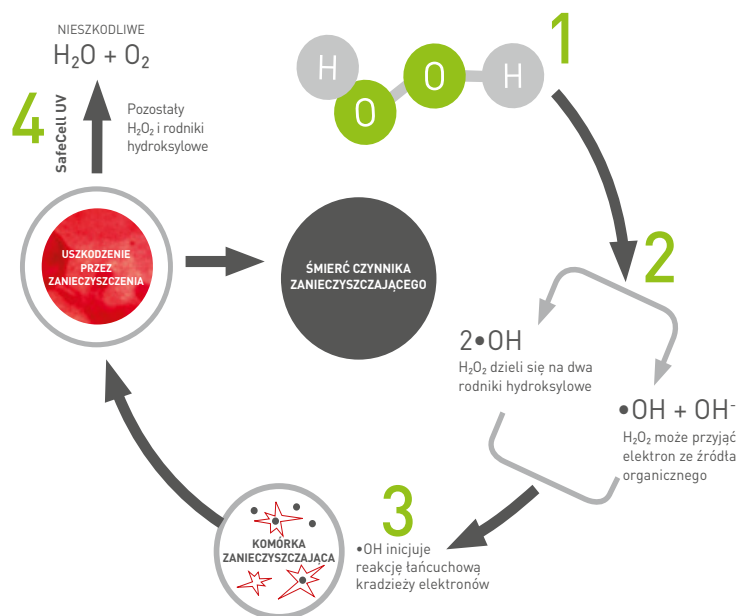 1
H
O
O
H
2
2•OH
H₂O₂ dzieli się na dwa
rodniki hydroksylowe
•OH + OH⁻
H₂O₂ może przyjąć
elektron ze źródła
organicznego
3
•OH inicjuje
reakcję łańcuchową
kradzieży elektronów
KOMÓRKA
ZANIECZYSZCZAJĄCA
USZKODZENIE
PRZEZ
ZANIECZYSZCZENIA
ŚMIERĆ CZYNNIKA
ZANIECZYSZCZAJĄCEGO
4
SafeCell UV
Pozostały
H₂O₂ i rodniki
hydroksylowe
NIESZKODLIWE
H₂O + O₂